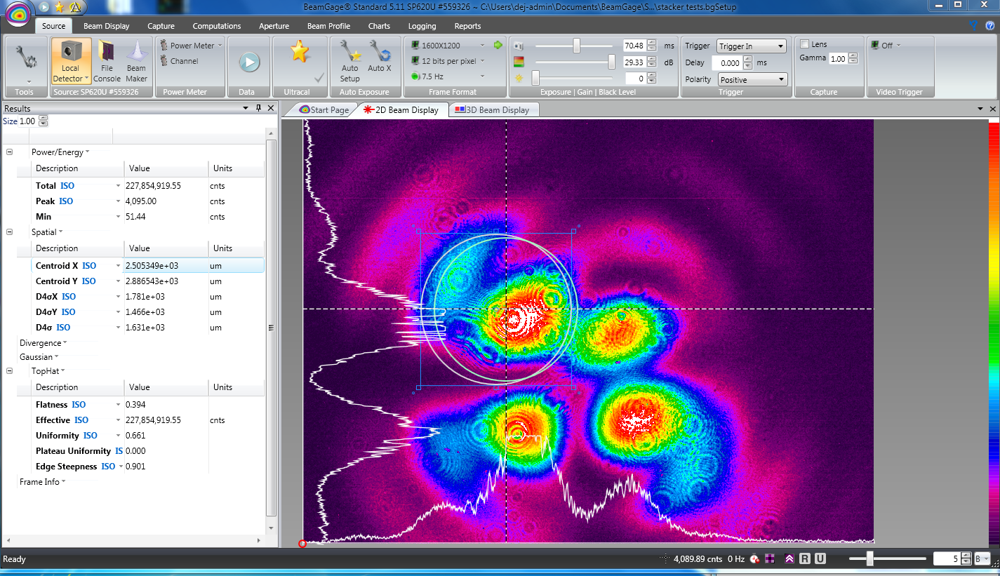 BeamGage® Standard 5.11 SP620U #559326 ~ C:\Users\dej-admin\Documents\BeamGage\S...\stacker tests.bgSetup
Source Beam Display Capture Computations Aperture Beam Profile Charts Logging Reports
Tools
Local Detector
File Console
Beam Maker
Source: SP620U #559326
Power Meter
Channel
Power Meter
Data
Ultracal
Auto Setup
Auto X
Auto Exposure
1600X1200
12 bits per pixel
7.5 Hz
Frame Format
70.48 ms
29.33 dB
0
Exposure | Gain | Black Level
Trigger Trigger In
Delay 0.000 ms
Polarity Positive
Trigger
Lens
Gamma 1.00
Capture
Off
Video Trigger
Results
Size 1.00
Power/Energy
Description Value Units
Total ISO 227,854,919.55 cnts
Peak ISO 4,095.00 cnts
Min 51.44 cnts
Spatial
Description Value Units
Centroid X ISO 2.505349e+03 um
Centroid Y ISO 2.886543e+03 um
D4σX ISO 1.781e+03 um
D4σY ISO 1.466e+03 um
D4σ ISO 1.631e+03 um
Divergence
Gaussian
TopHat
Description Value Units
Flatness ISO 0.394
Effective ISO 227,854,919.55 cnts
Uniformity ISO 0.661
Plateau Uniformity IS 0.000
Edge Steepness ISO 0.901
Frame Info
Start Page 2D Beam Display 3D Beam Display
Ready
4,089.89 cnts 0 Hz R U 5 B